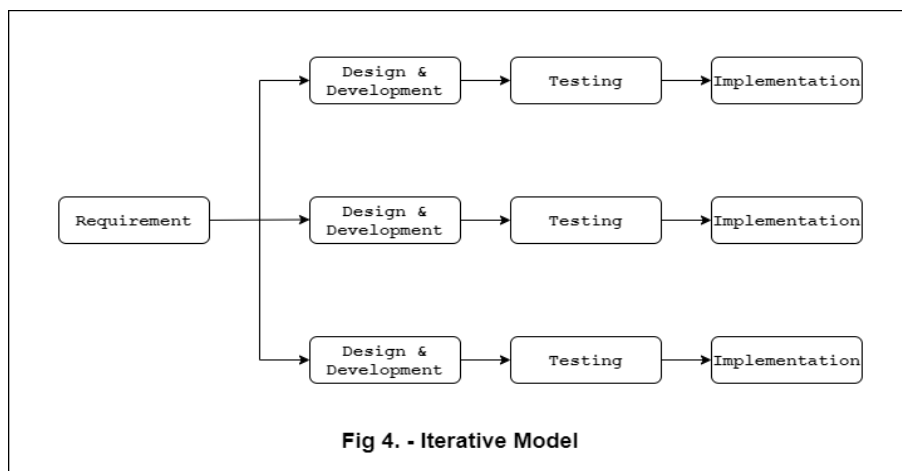 Design &
Development
Testing
Implementation
Requirement
Design &
Development
Testing
Implementation
Design &
Development
Testing
Implementation
Fig 4. - Iterative Model